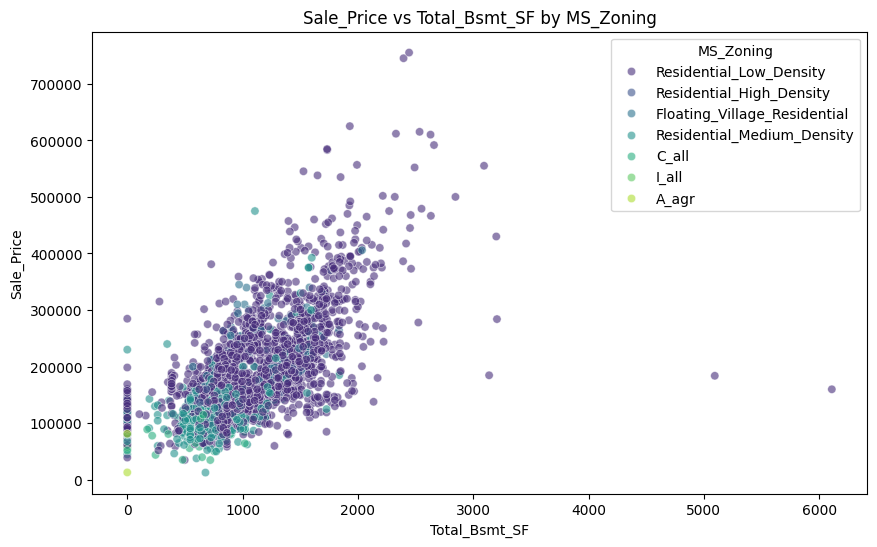 Sale_Price vs Total_Bsmt_SF by MS_Zoning
MS_Zoning
Residential_Low_Density
Residential_High_Density
Floating_Village_Residential
Residential_Medium_Density
C_all
I_all
A_agr
Sale_Price
700000
600000
500000
400000
300000
200000
100000
0
0 1000 2000 3000 4000 5000 6000
Total_Bsmt_SF